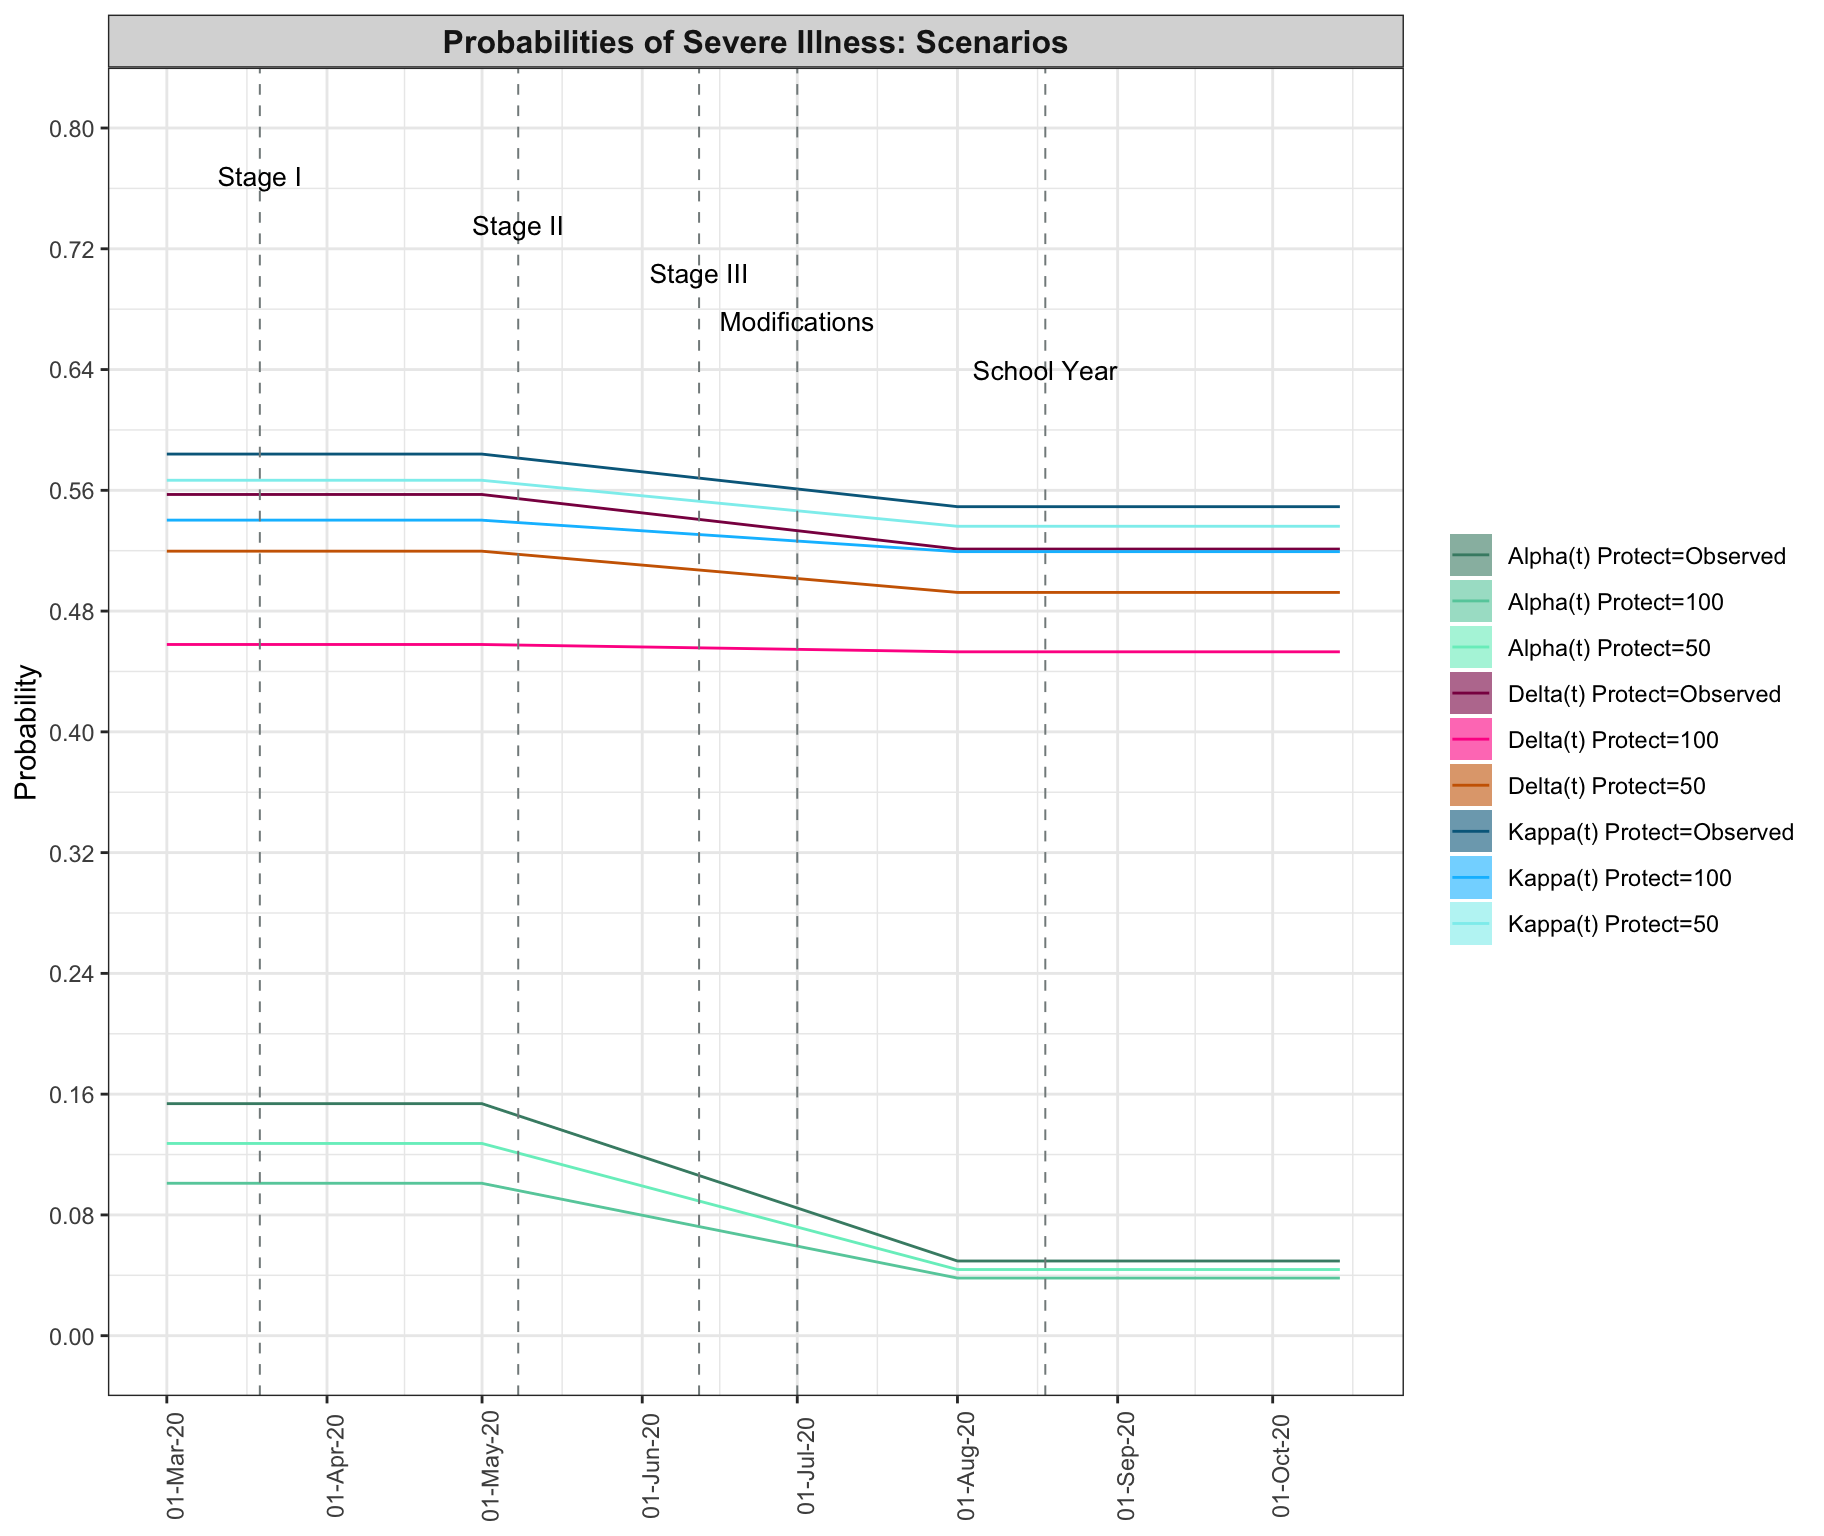 Probabilities of Severe Illness: Scenarios
0.80
0.72
0.64
0.56
0.48
0.40
0.32
0.24
0.16
0.08
0.00
Probability
Stage I
Stage II
Stage III
Modifications
School Year
01-Mar-20
01-Apr-20
01-May-20
01-Jun-20
01-Jul-20
01-Aug-20
01-Sep-20
01-Oct-20
Alpha(t) Protect=Observed
Alpha(t) Protect=100
Alpha(t) Protect=50
Delta(t) Protect=Observed
Delta(t) Protect=100
Delta(t) Protect=50
Kappa(t) Protect=Observed
Kappa(t) Protect=100
Kappa(t) Protect=50